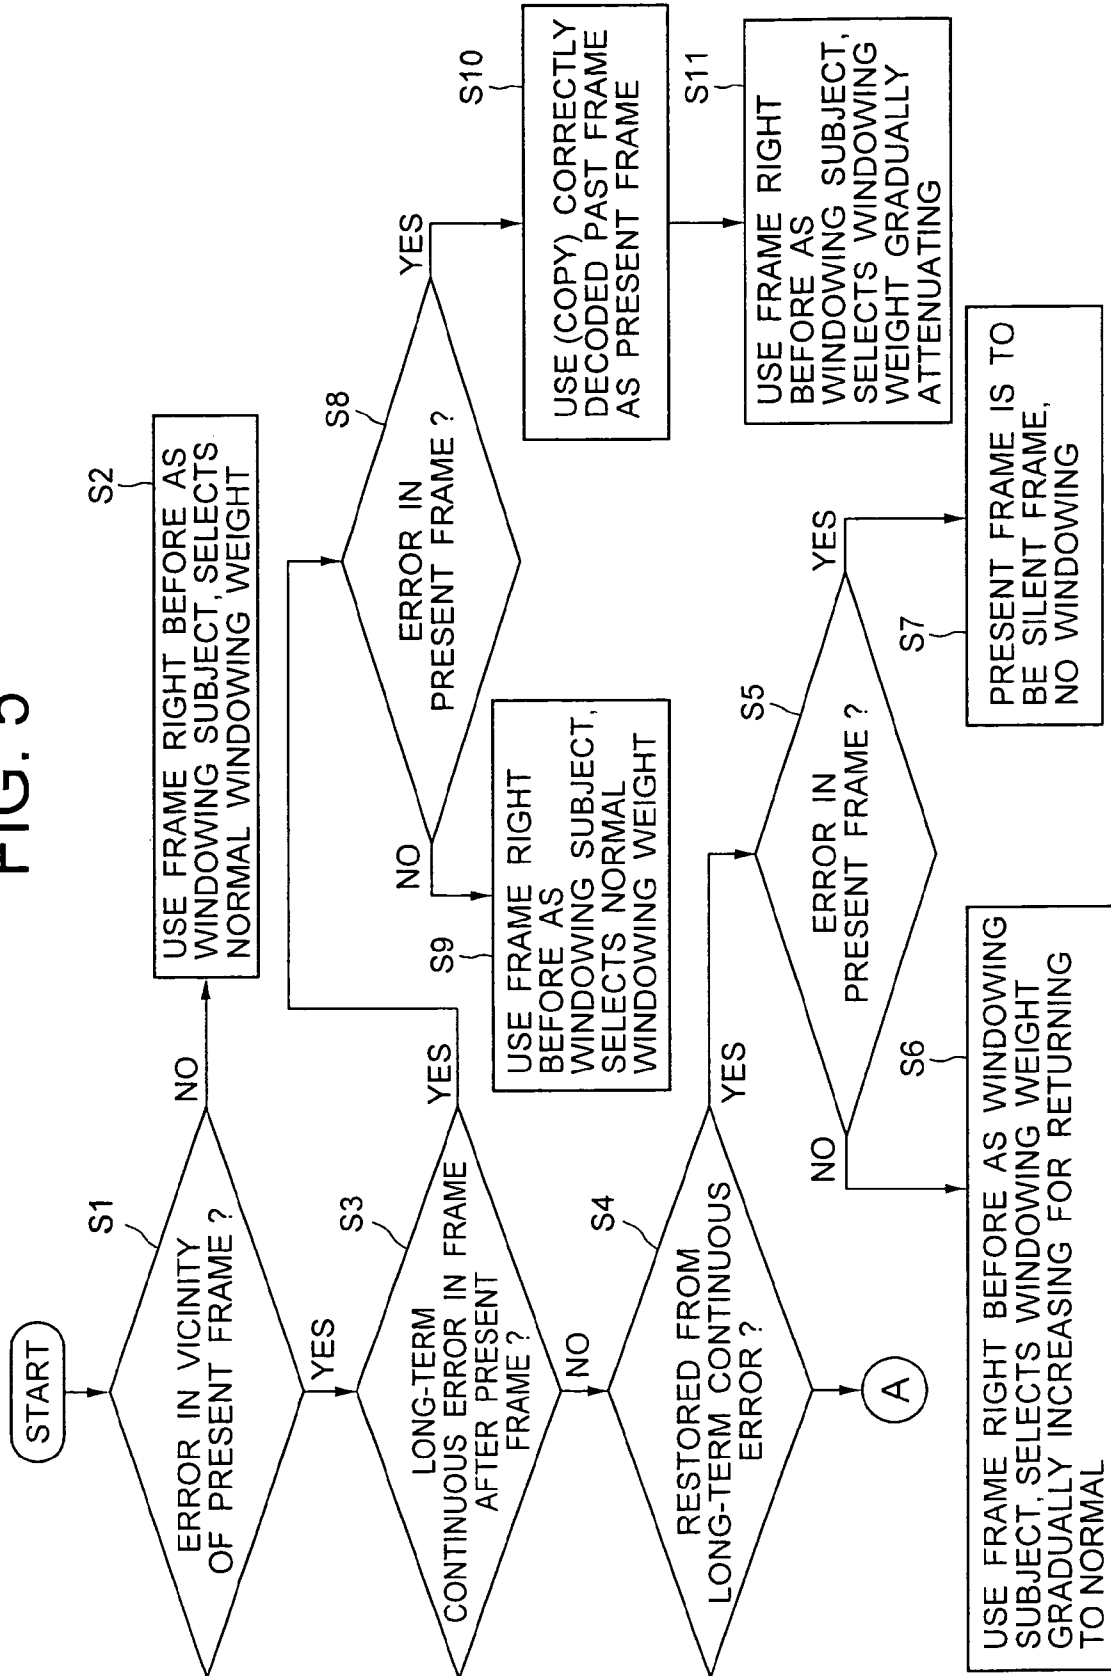 FIG. 5
START
S1
ERROR IN VICINITY
OF PRESENT FRAME ?
NO
YES
S2
USE FRAME RIGHT BEFORE AS
WINDOWING SUBJECT, SELECTS
NORMAL WINDOWING WEIGHT
S3
LONG-TERM
CONTINUOUS ERROR IN FRAME
AFTER PRESENT
FRAME ?
YES
NO
S8
ERROR IN
PRESENT FRAME ?
NO
YES
S9
USE FRAME RIGHT
BEFORE AS
WINDOWING SUBJECT,
SELECTS NORMAL
WINDOWING WEIGHT
S10
USE (COPY) CORRECTLY
DECODED PAST FRAME
AS PRESENT FRAME
S11
USE FRAME RIGHT
BEFORE AS
WINDOWING SUBJECT,
SELECTS WINDOWING
WEIGHT GRADUALLY
ATTENUATING
S4
RESTORED FROM
LONG-TERM CONTINUOUS
ERROR ?
YES
A
S5
ERROR IN
PRESENT FRAME ?
NO
YES
S6
USE FRAME RIGHT BEFORE AS WINDOWING
SUBJECT, SELECTS WINDOWING WEIGHT
GRADUALLY INCREASING FOR RETURNING
TO NORMAL
S7
PRESENT FRAME IS TO
BE SILENT FRAME,
NO WINDOWING